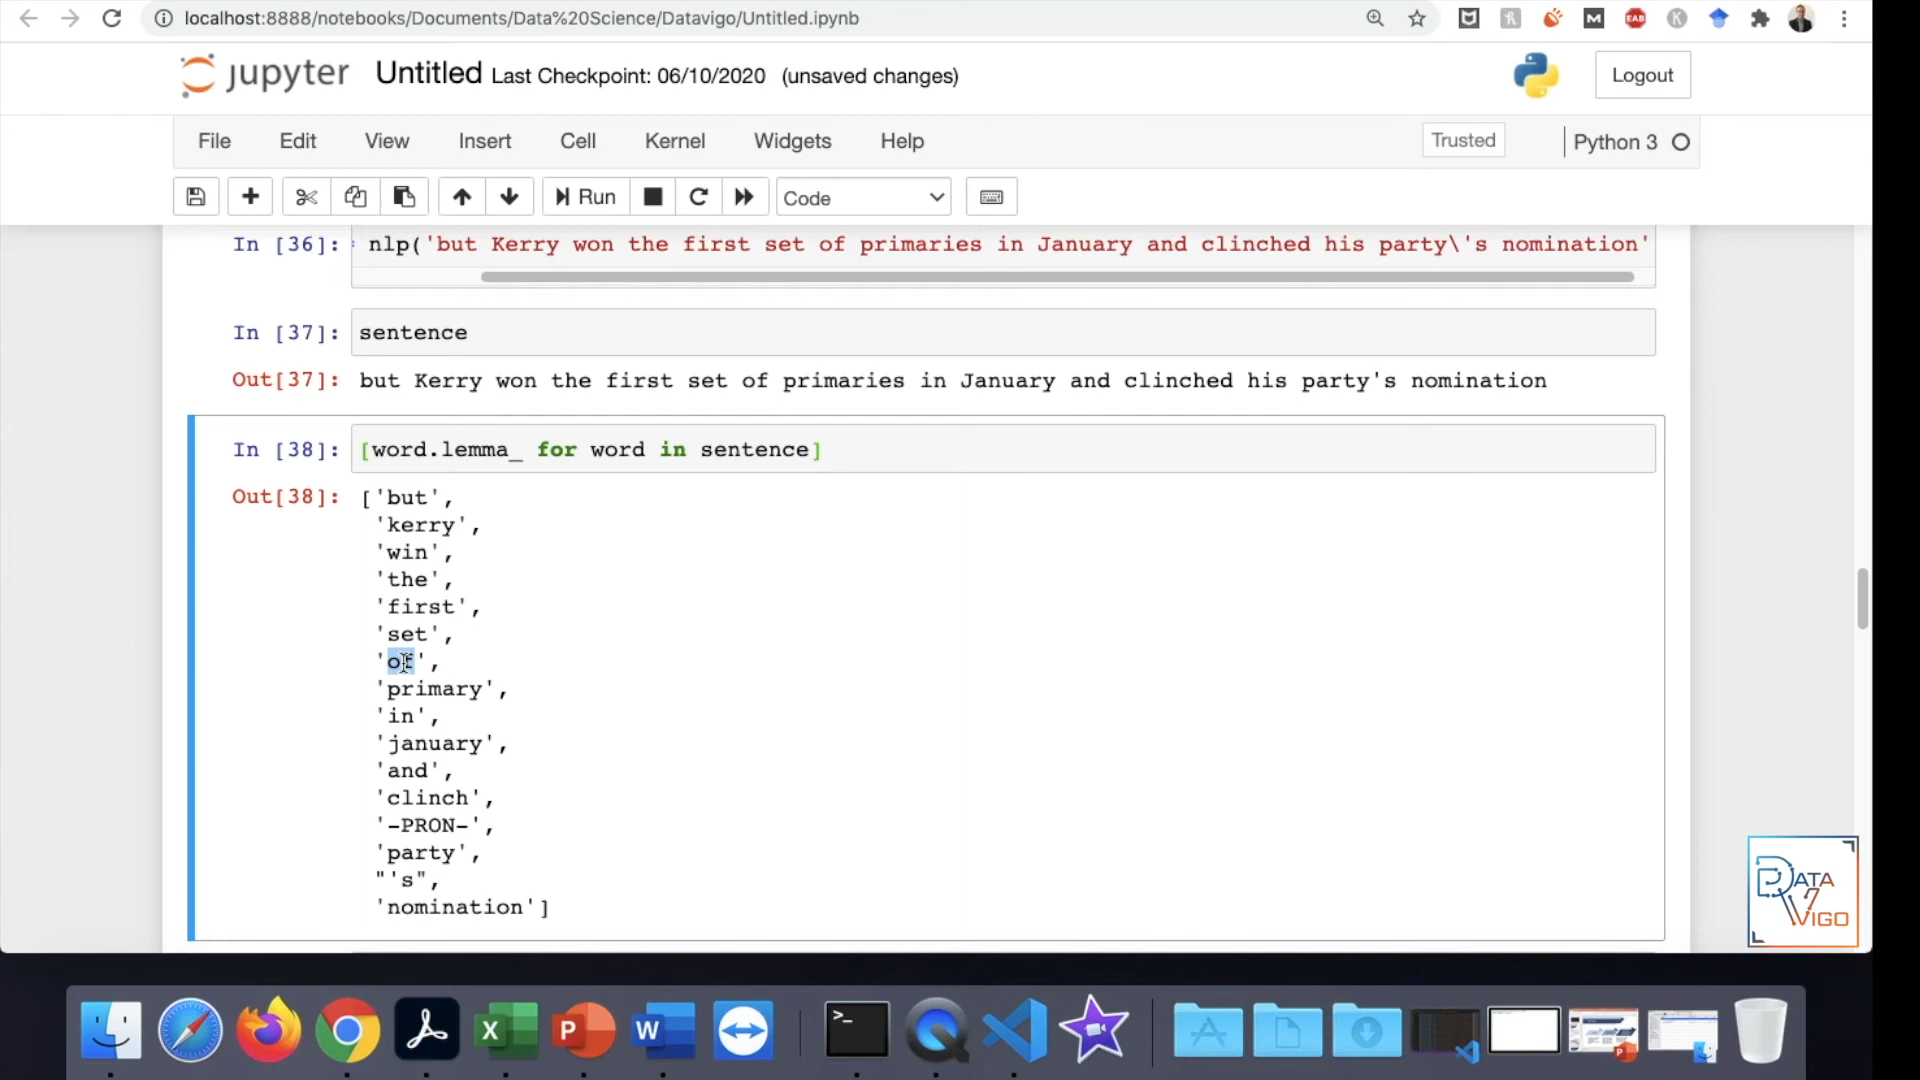 localhost:8888/notebooks/Documents/Data%20Science/Datavigo/Untitled.ipynb
jupyter Untitled Last Checkpoint: 06/10/2020 (unsaved changes)
Logout
File Edit View Insert Cell Kernel Widgets Help
Trusted
Python 3
Run
Code
In [36]: nlp('but Kerry won the first set of primaries in January and clinched his party\'s nomination'
In [37]: sentence
Out[37]: but Kerry won the first set of primaries in January and clinched his party's nomination
In [38]: [word.lemma_ for word in sentence]
Out[38]: ['but',
'kerry',
'win',
'the',
'first',
'set',
'of',
'primary',
'in',
'january',
'and',
'clinch',
'-PRON-',
'party',
"'s",
'nomination']
DATA
VIGO